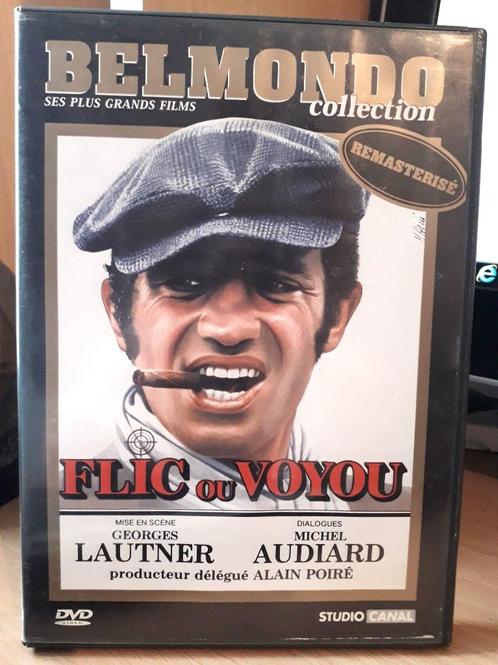 BELMONDO
SES PLUS GRANDS FILMS
collection
REMASTERISÉ
FLIC OU VOYOU
MISE EN SCÈNE
GEORGES
LAUTNER
DIALOGUES
MICHEL
AUDIARD
producteur délégué ALAIN POIRÉ
DVD
VIDEO
STUDIO CANAL